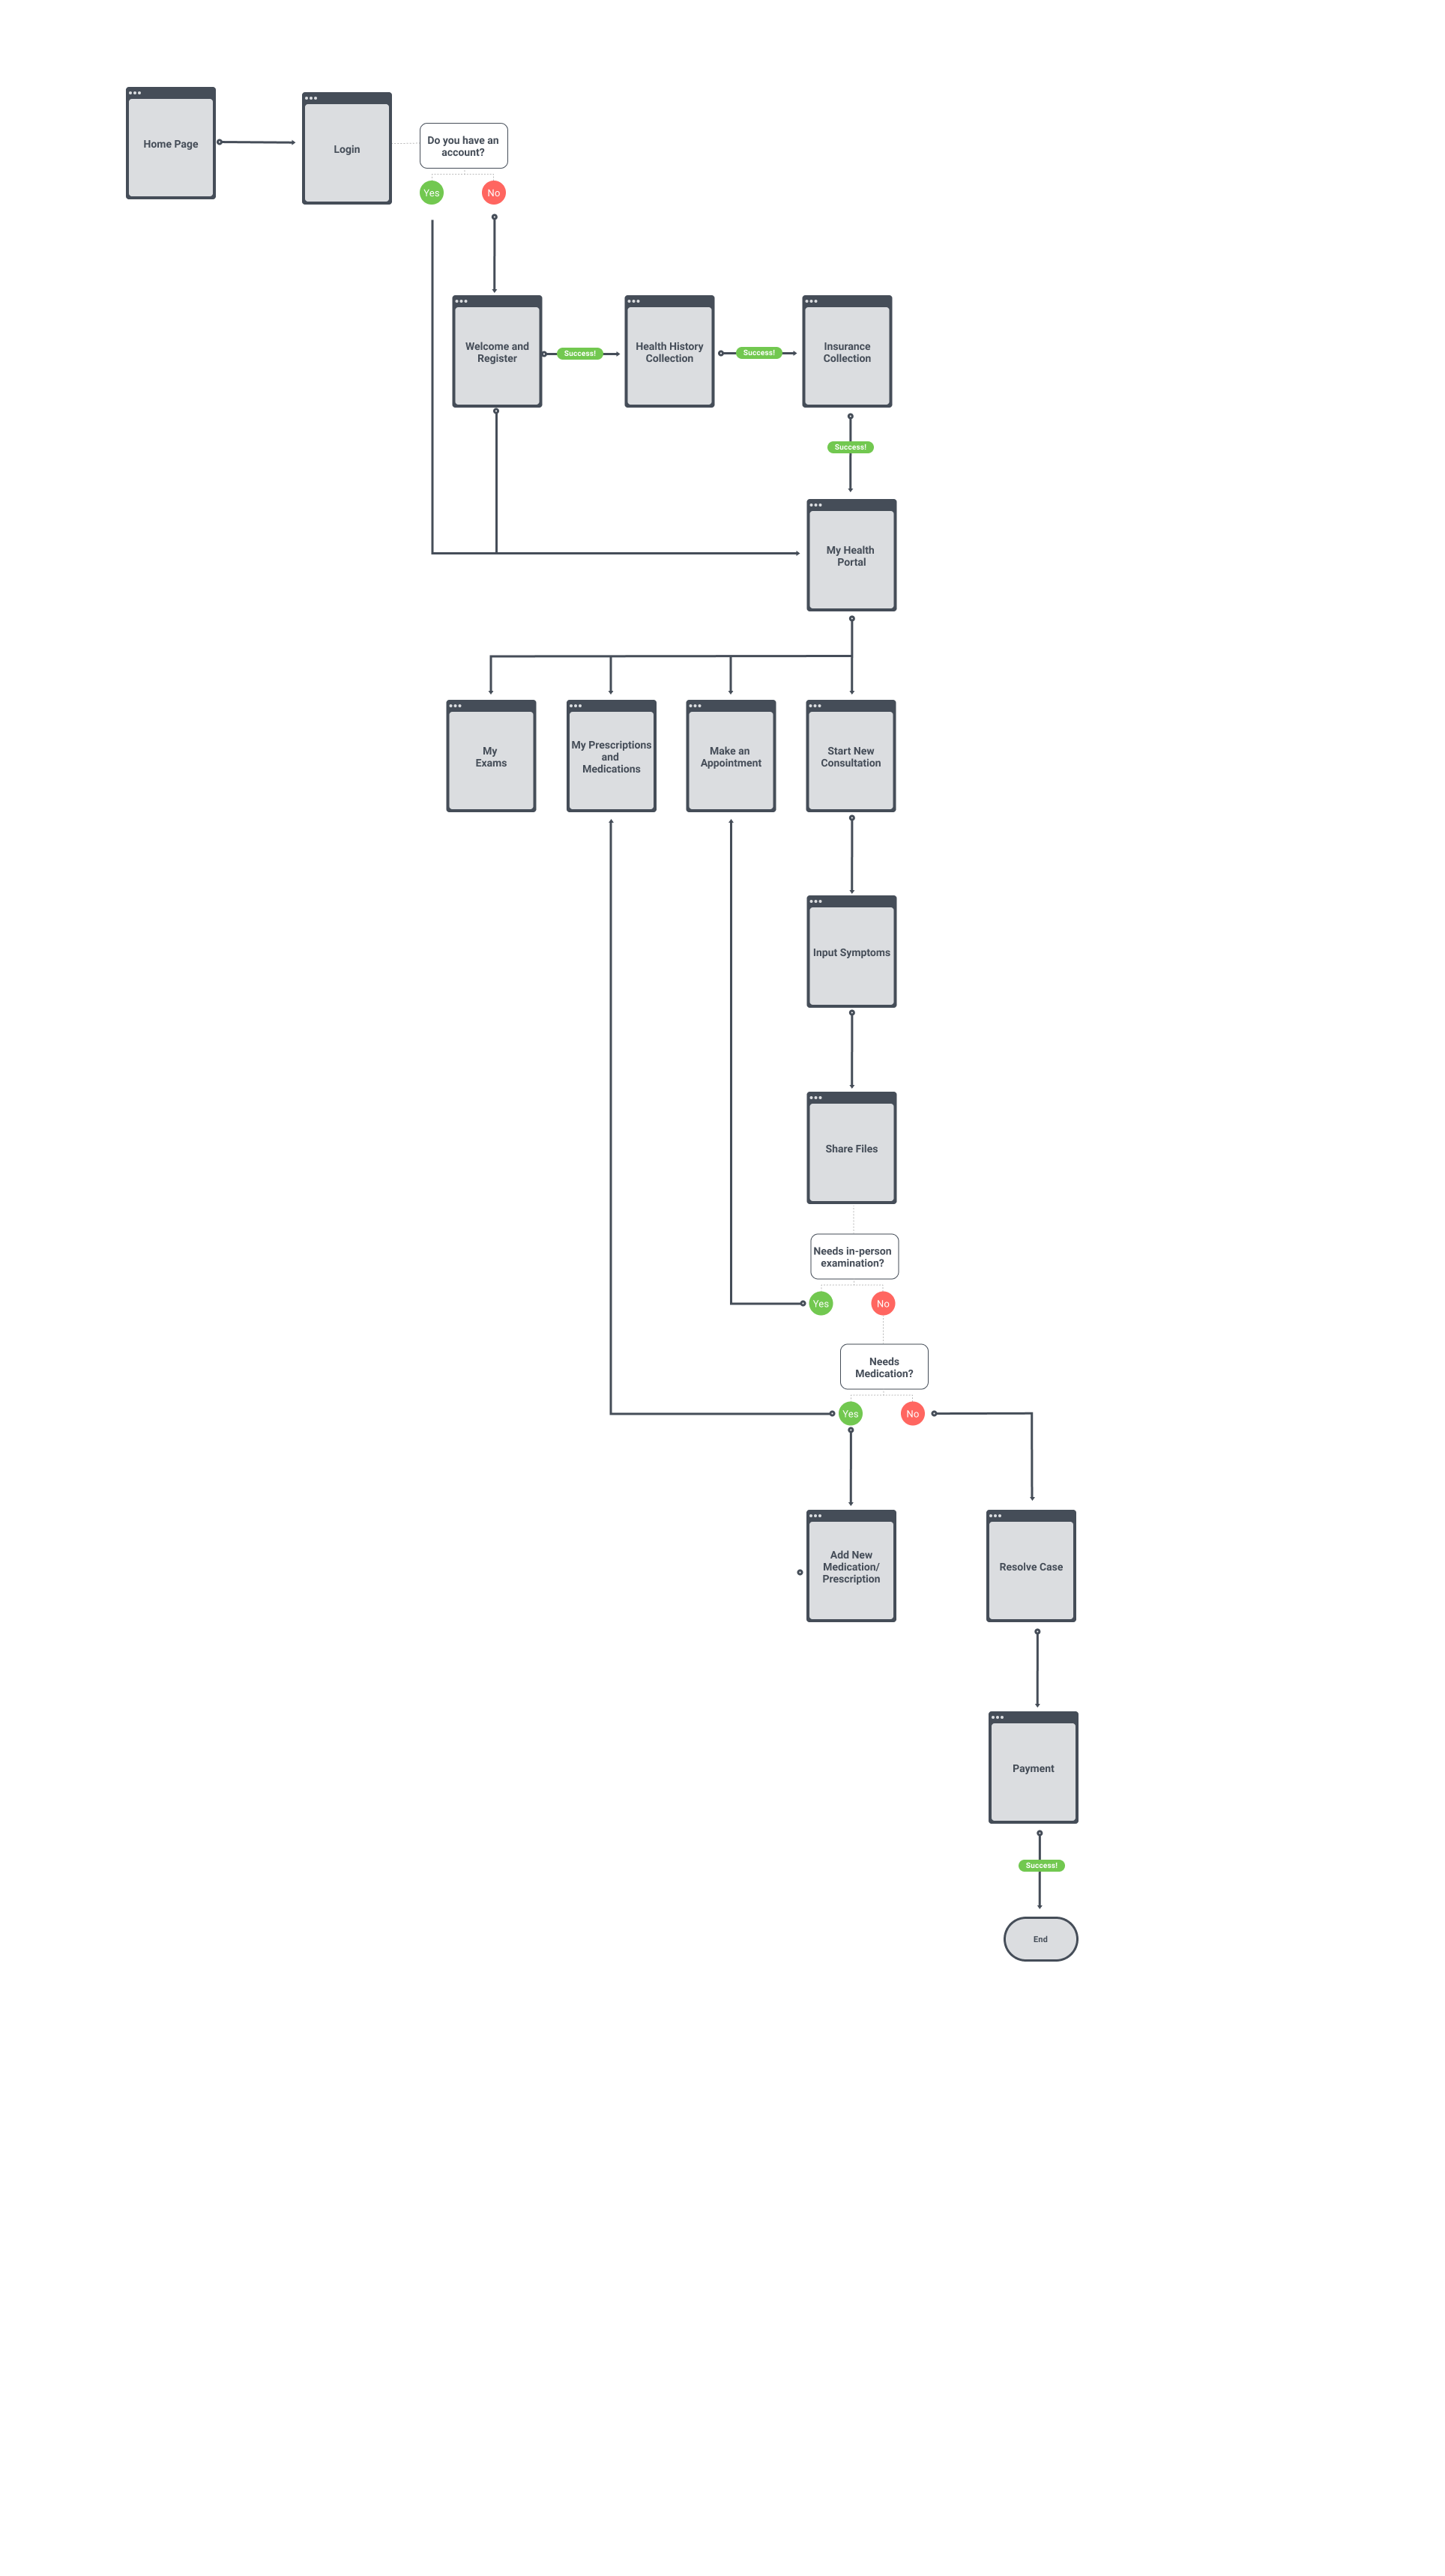 Home Page
Login
Do you have an
account?
Yes
No
Welcome and
Register
Success!
Health History
Collection
Success!
Insurance
Collection
Success!
My Health
Portal
My
Exams
My Prescriptions
and
Medications
Make an
Appointment
Start New
Consultation
Input Symptoms
Share Files
Needs in-person
examination?
Yes
No
Needs
Medication?
Yes
No
Add New
Medication/
Prescription
Resolve Case
Payment
Success!
End